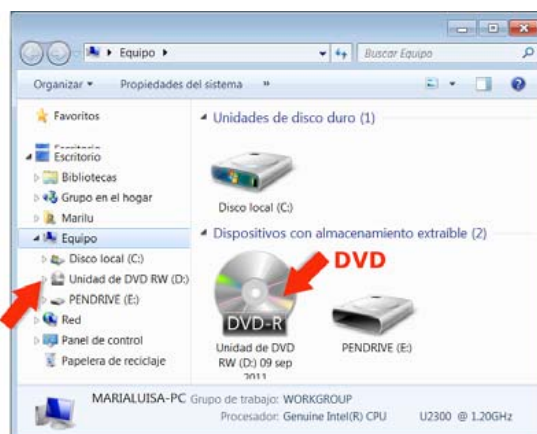 Equipo
Buscar Equipo
Organizar
Propiedades del sistema
»
Favoritos
Escritorio
Escritorio
Bibliotecas
Grupo en el hogar
Marilu
Equipo
Disco local (C:)
Unidad de DVD RW (D:)
PENDRIVE (E:)
Red
Panel de control
Papelera de reciclaje
Unidades de disco duro (1)
Disco local (C:)
Dispositivos con almacenamiento extraíble (2)
DVD
DVD-R
Unidad de DVD
RW (D:) 09 sep
2011
PENDRIVE (E:)
MARIALUISA-PC Grupo de trabajo: WORKGROUP
Procesador: Genuine Intel(R) CPU U2300 @ 1.20GHz